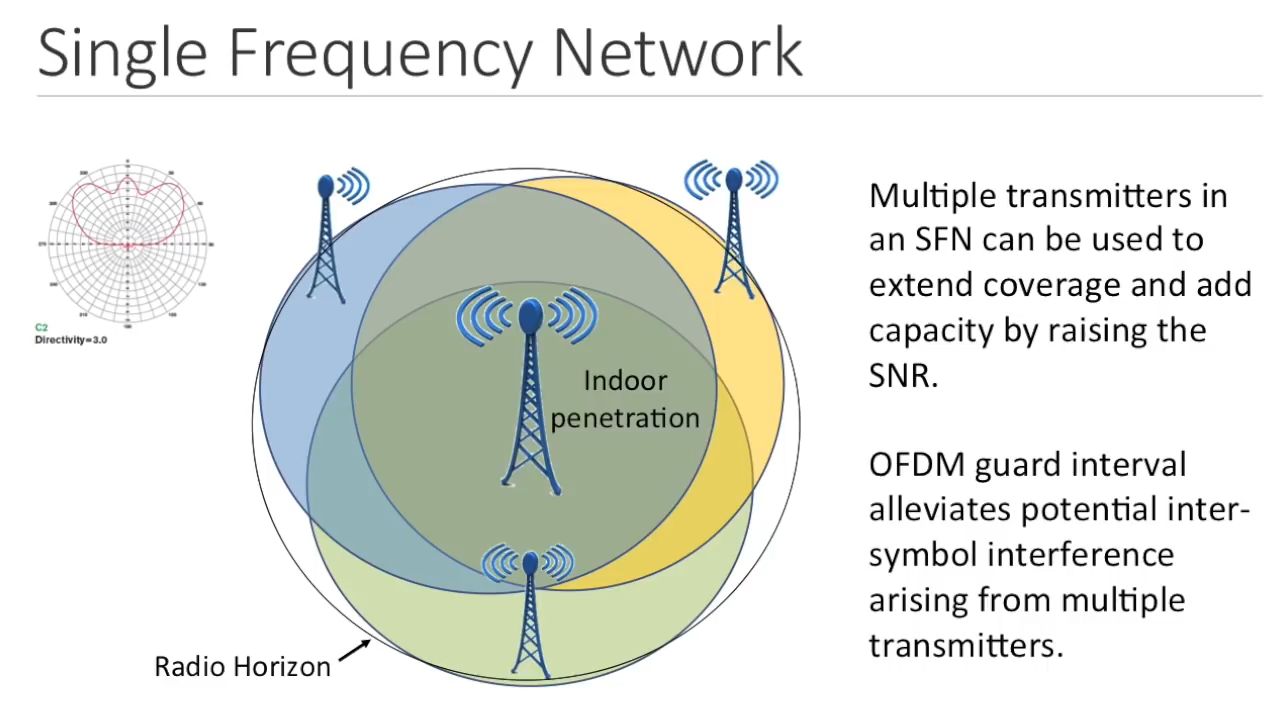 Single Frequency Network
C2
Directivity=3.0
Indoor
penetration
Radio Horizon
Multiple transmitters in
an SFN can be used to
extend coverage and add
capacity by raising the
SNR.
OFDM guard interval
alleviates potential inter-
symbol interference
arising from multiple
transmitters.